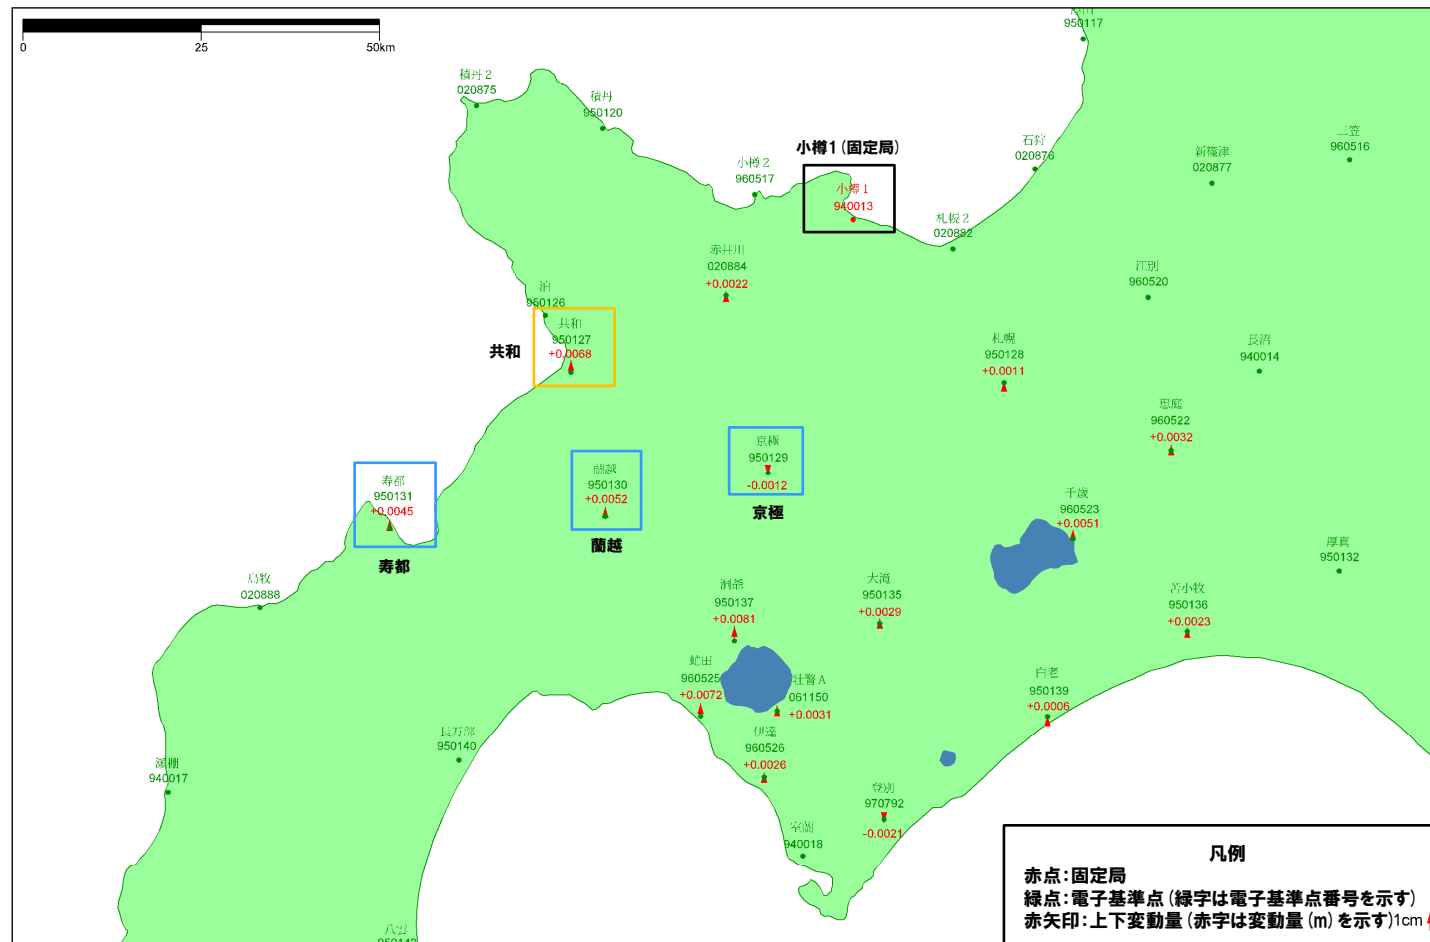 950117
0
25
50km
積丹２
020875
積丹
950120
小樽1（固定局）
小樽２
960517
小樽１
940013
石狩
020876
新篠津
020877
三笠
960516
札幌２
020882
赤井川
020884
+0.0022
江別
960520
泊
950126
共和
950127
+0.0068
共和
札幌
950128
+0.0011
長沼
940014
恵庭
960522
+0.0032
京極
950129
-0.0012
京極
蘭越
950130
+0.0052
蘭越
寿都
950131
+0.0045
寿都
千歳
960523
+0.0051
厚真
950132
島牧
020888
洞爺
950137
+0.0081
大滝
950135
+0.0029
苫小牧
950136
+0.0023
虻田
960525
+0.0072
壮瞥Ａ
061150
+0.0031
白老
950139
+0.0006
長万部
950140
伊達
960526
+0.0026
瀬棚
940017
登別
970792
-0.0021
室蘭
940018
八雲
凡例
赤点：固定局
緑点：電子基準点（緑字は電子基準点番号を示す）
赤矢印：上下変動量（赤字は変動量（m）を示す）1cm